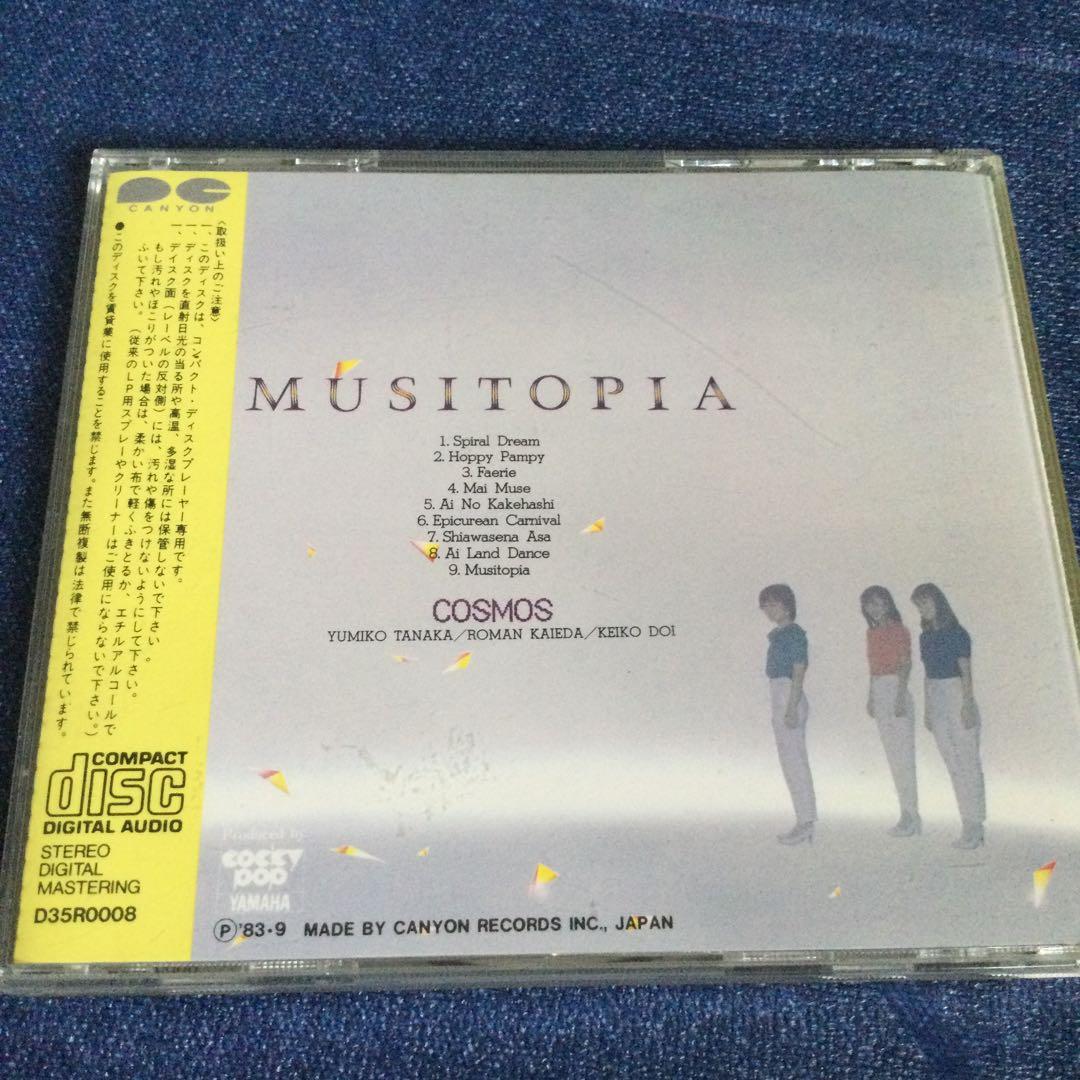 PC
CANYON
〈取扱い上のご注意〉
一、このディスクは、コンパクト・ディスクプレーヤー専用です。
一、ディスクを直射日光の当る所や高温、多湿な所には保管しないで下さい。
一、ディスク面(レーベルの反対側)には、汚れや傷をつけないようにして下さい。
もし汚れやほこりがついた場合は、柔かい布で軽くふきとるか、エチルアルコールで
ふいて下さい。(従来のLP用スプレーやクリーナーはご使用にならないで下さい。)
●このディスクを賃貸業に使用することを禁じます。また無断複製は法律で禁じられています。
COMPACT
disc
DIGITAL AUDIO
STEREO
DIGITAL
MASTERING
D35R0008
MUSITOPIA
1. Spiral Dream
2. Hoppy Pampy
3. Faerie
4. Mai Muse
5. Ai No Kakehashi
6. Epicurean Carnival
7. Shiawasena Asa
8. Ai Land Dance
9. Musitopia
COSMOS
YUMIKO TANAKA/ROMAN KAIEDA/KEIKO DOI
Produced by
COCKY
POP
YAMAHA
Ⓟ'83·9 MADE BY CANYON RECORDS INC., JAPAN